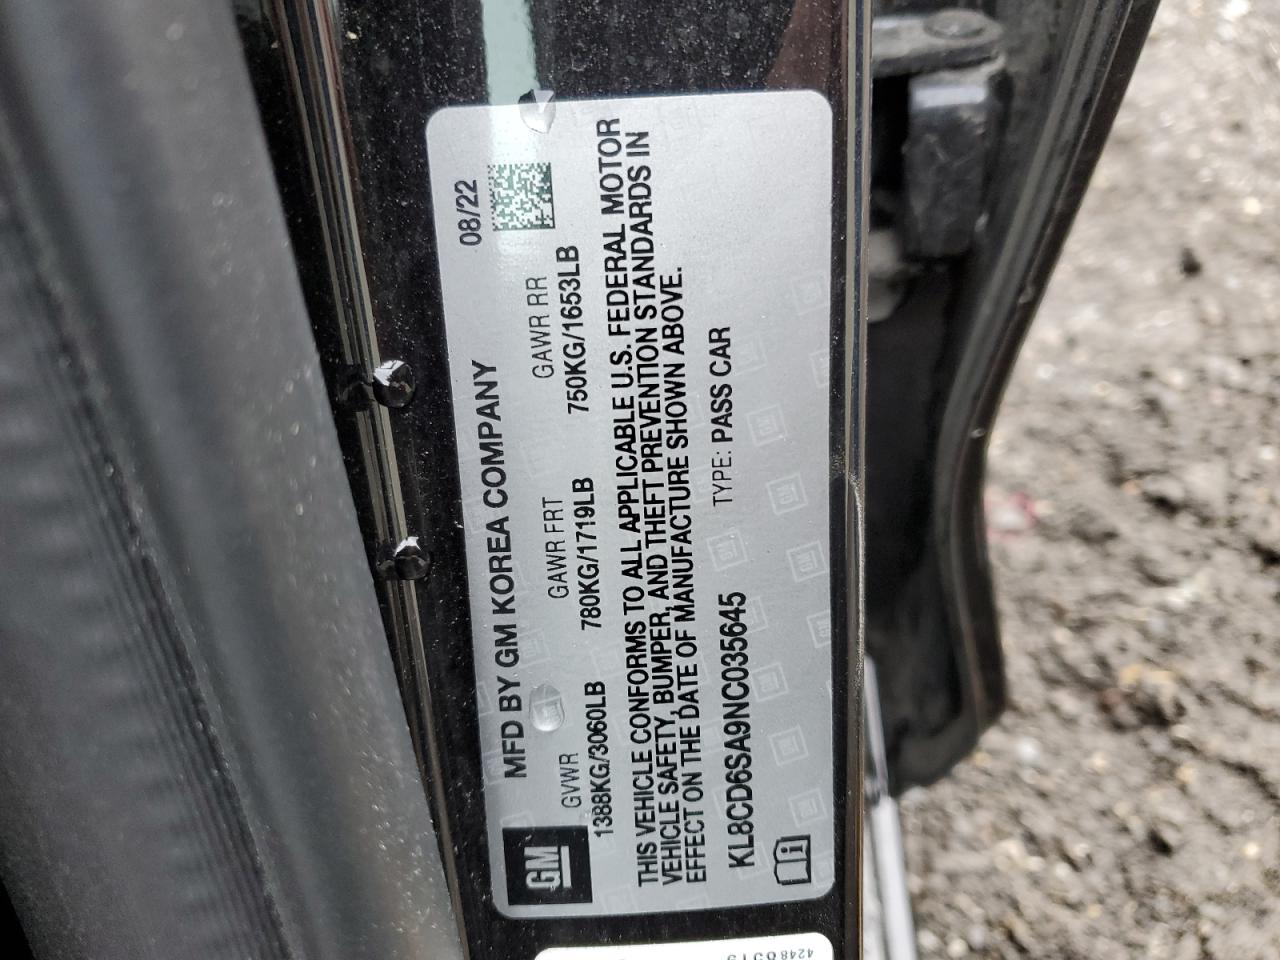 GM
MFD BY GM KOREA COMPANY 08/22
GVWR GAWR FRT GAWR RR
1388KG/3060LB 780KG/1719LB 750KG/1653LB
THIS VEHICLE CONFORMS TO ALL APPLICABLE U.S. FEDERAL MOTOR
VEHICLE SAFETY, BUMPER, AND THEFT PREVENTION STANDARDS IN
EFFECT ON THE DATE OF MANUFACTURE SHOWN ABOVE.
KL8CD6SA9NC035645 TYPE: PASS CAR